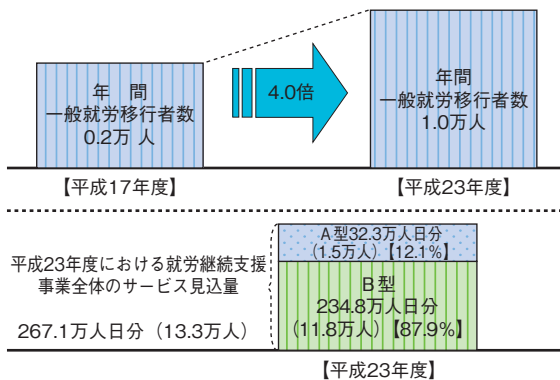 年　間
一般就労移行者数
0.2万 人
4.0倍
年間
一般就労移行者数
1.0万人
【平成17年度】
【平成23年度】
平成23年度における就労継続支援
事業全体のサービス見込量
267.1万人日分（13.3万人）
A型32.3万人日分
(1.5万人)【12.1%】
B型
234.8万人日分
(11.8万人)【87.9%】
【平成23年度】